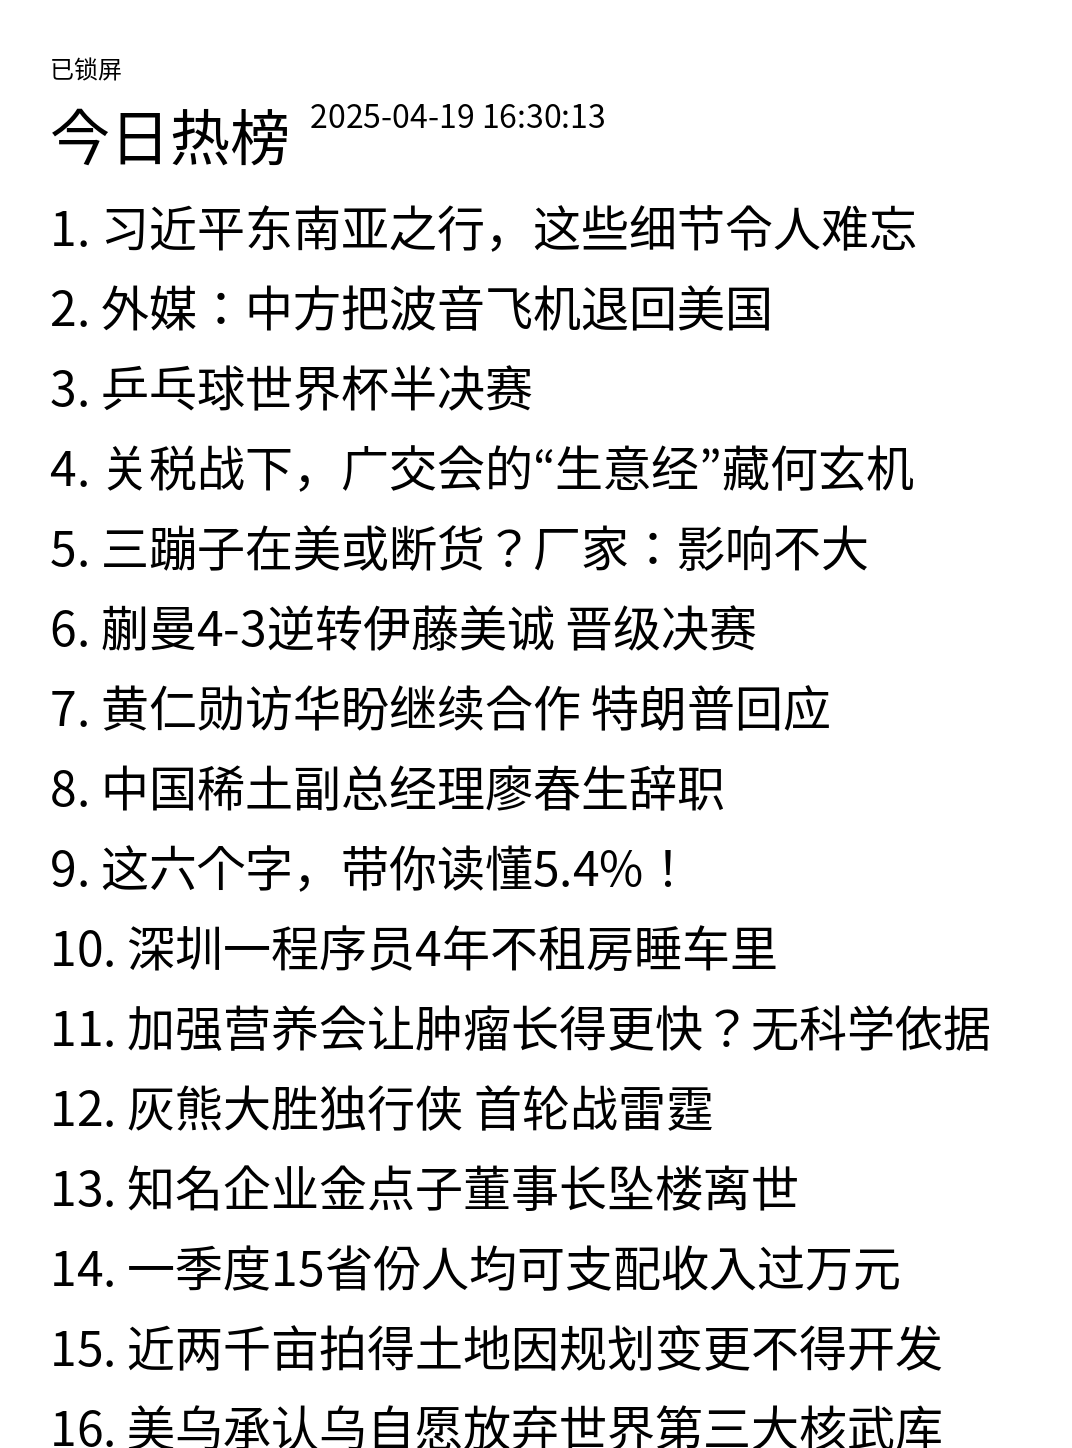 已锁屏
今日热榜 2025-04-19 16:30:13
1. 习近平东南亚之行，这些细节令人难忘
2. 外媒：中方把波音飞机退回美国
3. 乒乓球世界杯半决赛
4. 关税战下，广交会的“生意经”藏何玄机
5. 三蹦子在美或断货？厂家：影响不大
6. 蒯曼4-3逆转伊藤美诚 晋级决赛
7. 黄仁勋访华盼继续合作 特朗普回应
8. 中国稀土副总经理廖春生辞职
9. 这六个字，带你读懂5.4%！
10. 深圳一程序员4年不租房睡车里
11. 加强营养会让肿瘤长得更快？无科学依据
12. 灰熊大胜独行侠 首轮战雷霆
13. 知名企业金点子董事长坠楼离世
14. 一季度15省份人均可支配收入过万元
15. 近两千亩拍得土地因规划变更不得开发
16. 美乌承认乌自愿放弃世界第三大核武库